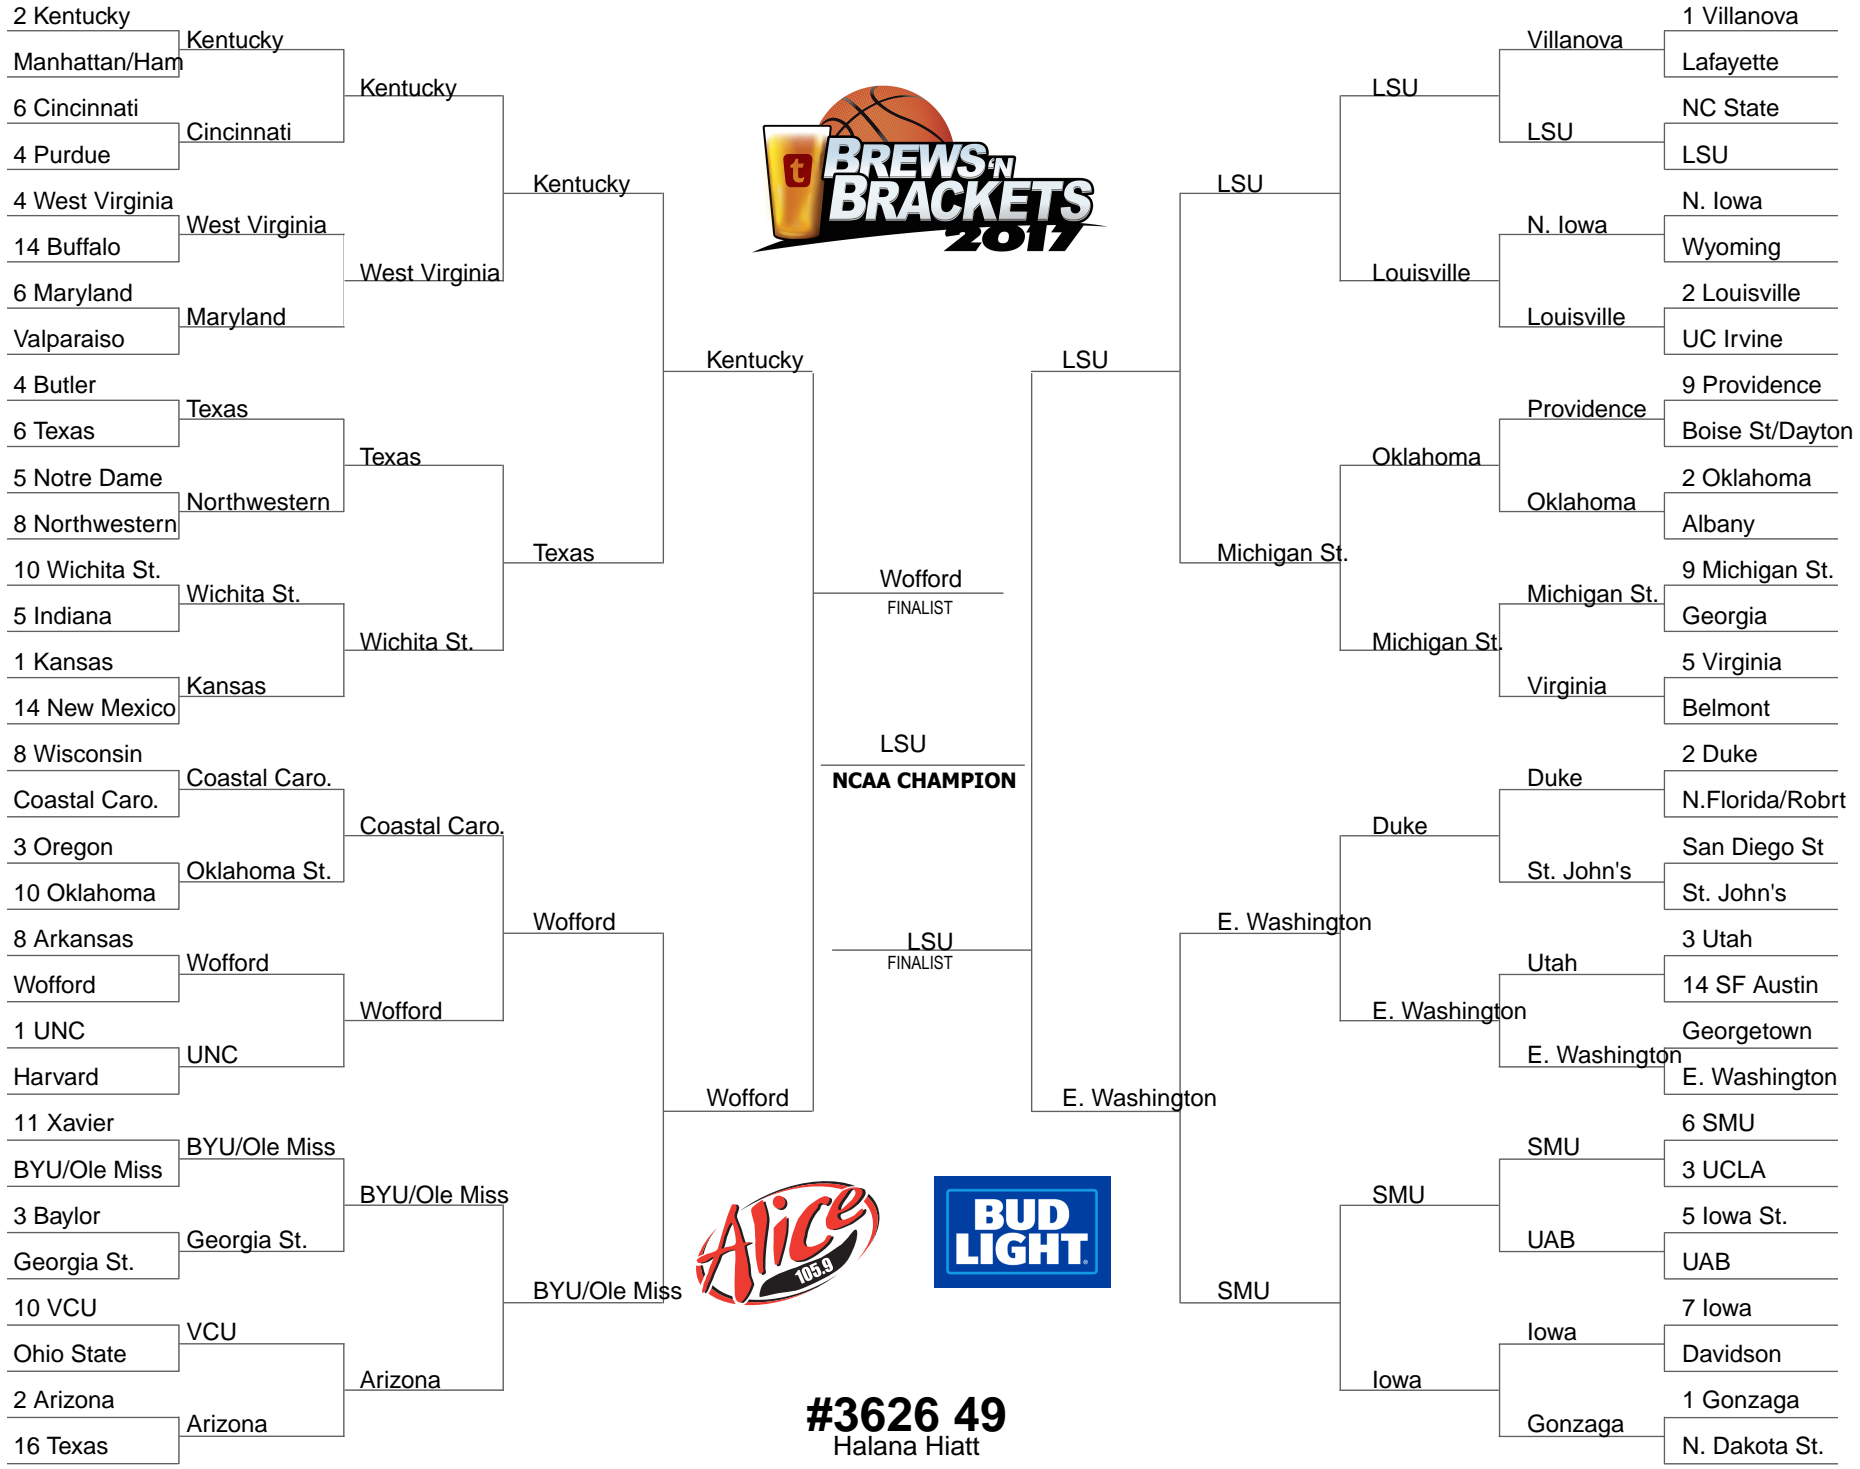 2 Kentucky
Manhattan/Ham
6 Cincinnati
4 Purdue
4 West Virginia
14 Buffalo
6 Maryland
Valparaiso
4 Butler
6 Texas
5 Notre Dame
8 Northwestern
10 Wichita St.
5 Indiana
1 Kansas
14 New Mexico
8 Wisconsin
Coastal Caro.
3 Oregon
10 Oklahoma
8 Arkansas
Wofford
1 UNC
Harvard
11 Xavier
BYU/Ole Miss
3 Baylor
Georgia St.
10 VCU
Ohio State
2 Arizona
16 Texas
Kentucky
Cincinnati
West Virginia
Maryland
Texas
Northwestern
Wichita St.
Kansas
Coastal Caro.
Oklahoma St.
Wofford
UNC
BYU/Ole Miss
Georgia St.
VCU
Arizona
Kentucky
West Virginia
Texas
Wichita St.
Coastal Caro.
Wofford
BYU/Ole Miss
Arizona
Kentucky
Texas
Wofford
BYU/Ole Miss
Kentucky
Wofford
t
BREWS 'N
BRACKETS
2017
Wofford
FINALIST
LSU
NCAA CHAMPION
LSU
FINALIST
Alice
105.9
BUD
LIGHT
#3626 49
Halana Hiatt
LSU
E. Washington
LSU
Michigan St.
E. Washington
SMU
LSU
Louisville
Oklahoma
Michigan St.
Duke
E. Washington
SMU
Iowa
Villanova
LSU
N. Iowa
Louisville
Providence
Oklahoma
Michigan St.
Virginia
Duke
St. John's
Utah
E. Washington
SMU
UAB
Iowa
Gonzaga
1 Villanova
Lafayette
NC State
LSU
N. Iowa
Wyoming
2 Louisville
UC Irvine
9 Providence
Boise St/Dayton
2 Oklahoma
Albany
9 Michigan St.
Georgia
5 Virginia
Belmont
2 Duke
N.Florida/Robrt
San Diego St
St. John's
3 Utah
14 SF Austin
Georgetown
E. Washington
6 SMU
3 UCLA
5 Iowa St.
UAB
7 Iowa
Davidson
1 Gonzaga
N. Dakota St.